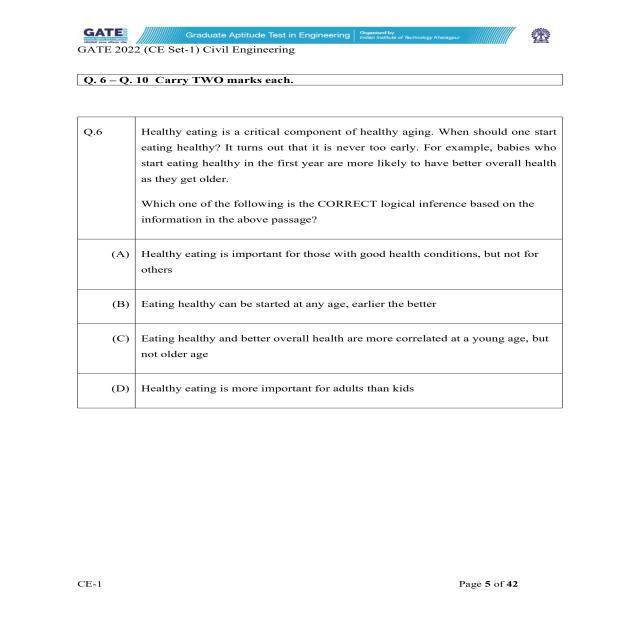 GATE
Graduate Aptitude Test in Engineering
Organised by
Indian Institute of Technology Kharagpur
GATE 2022 (CE Set-1) Civil Engineering
Q. 6 – Q. 10 Carry TWO marks each.
Q.6
Healthy eating is a critical component of healthy aging. When should one start
eating healthy? It turns out that it is never too early. For example, babies who
start eating healthy in the first year are more likely to have better overall health
as they get older.
Which one of the following is the CORRECT logical inference based on the
information in the above passage?
(A) Healthy eating is important for those with good health conditions, but not for
others
(B) Eating healthy can be started at any age, earlier the better
(C) Eating healthy and better overall health are more correlated at a young age, but
not older age
(D) Healthy eating is more important for adults than kids
CE-1
Page 5 of 42